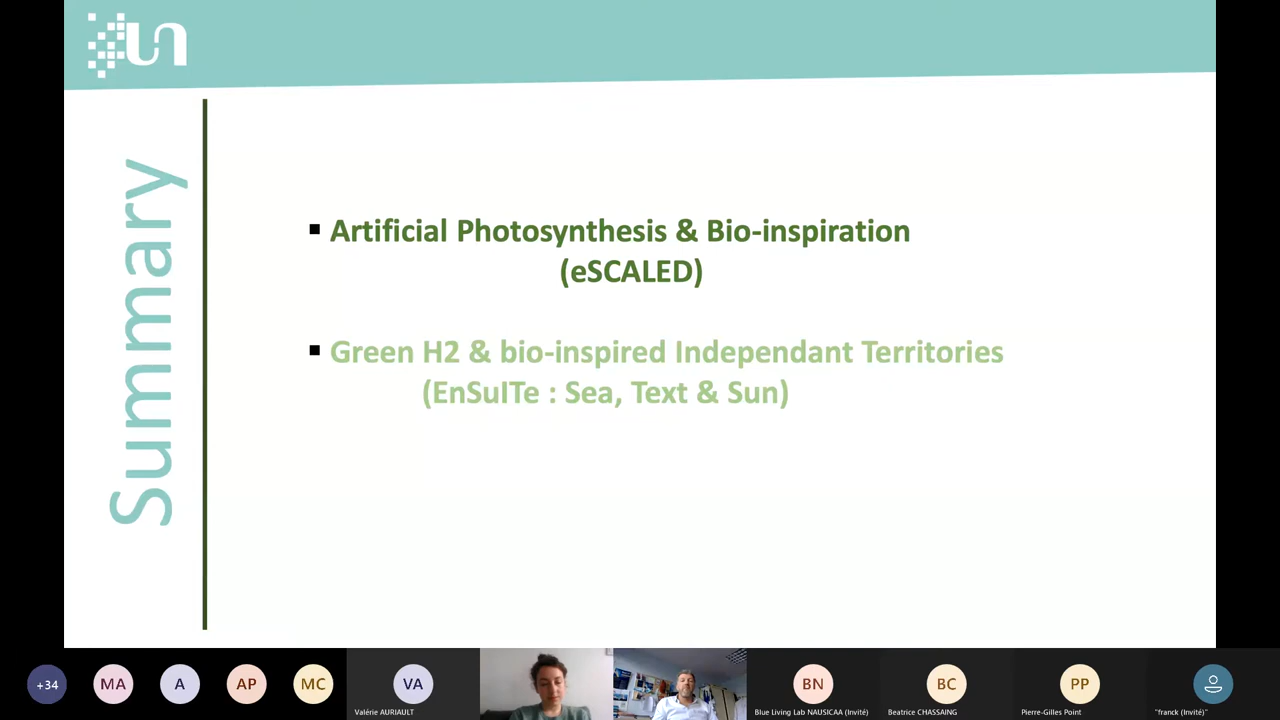 un
Summary
Artificial Photosynthesis & Bio-inspiration
(eSCALED)
Green H2 & bio-inspired Independant Territories
(EnSuITe : Sea, Text & Sun)
+34
MA
A
AP
MC
VA
Valérie AURIAULT
BN
Blue Living Lab NAUSICAA (Invité)
BC
Beatrice CHASSAING
PP
Pierre-Gilles Point
"franck (Invité)"